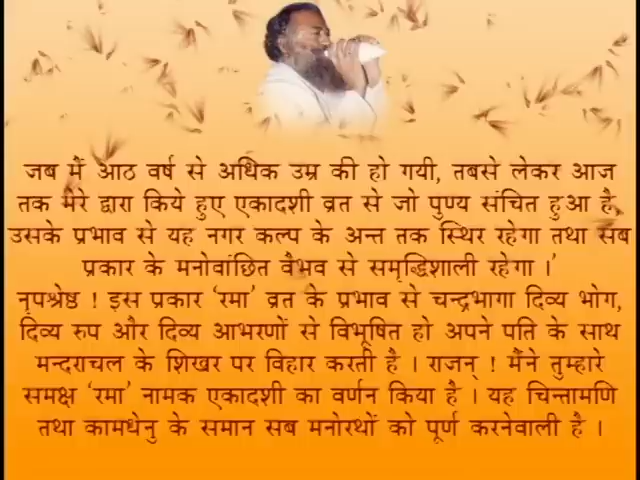 जब मैं आठ वर्ष से अधिक उम्र की हो गयी, तबसे लेकर आज
तक मेरे द्वारा किये हुए एकादशी व्रत से जो पुण्य संचित हुआ है,
उसके प्रभाव से यह नगर कल्प के अन्त तक स्थिर रहेगा तथा सब
प्रकार के मनोवांछित वैभव से समृद्धिशाली रहेगा ।’
नृपश्रेष्ठ ! इस प्रकार ‘रमा’ व्रत के प्रभाव से चन्द्रभागा दिव्य भोग,
दिव्य रुप और दिव्य आभरणों से विभूषित हो अपने पति के साथ
मन्दराचल के शिखर पर विहार करती है । राजन् ! मैंने तुम्हारे
समक्ष ‘रमा’ नामक एकादशी का वर्णन किया है । यह चिन्तामणि
तथा कामधेनु के समान सब मनोरथों को पूर्ण करनेवाली है ।